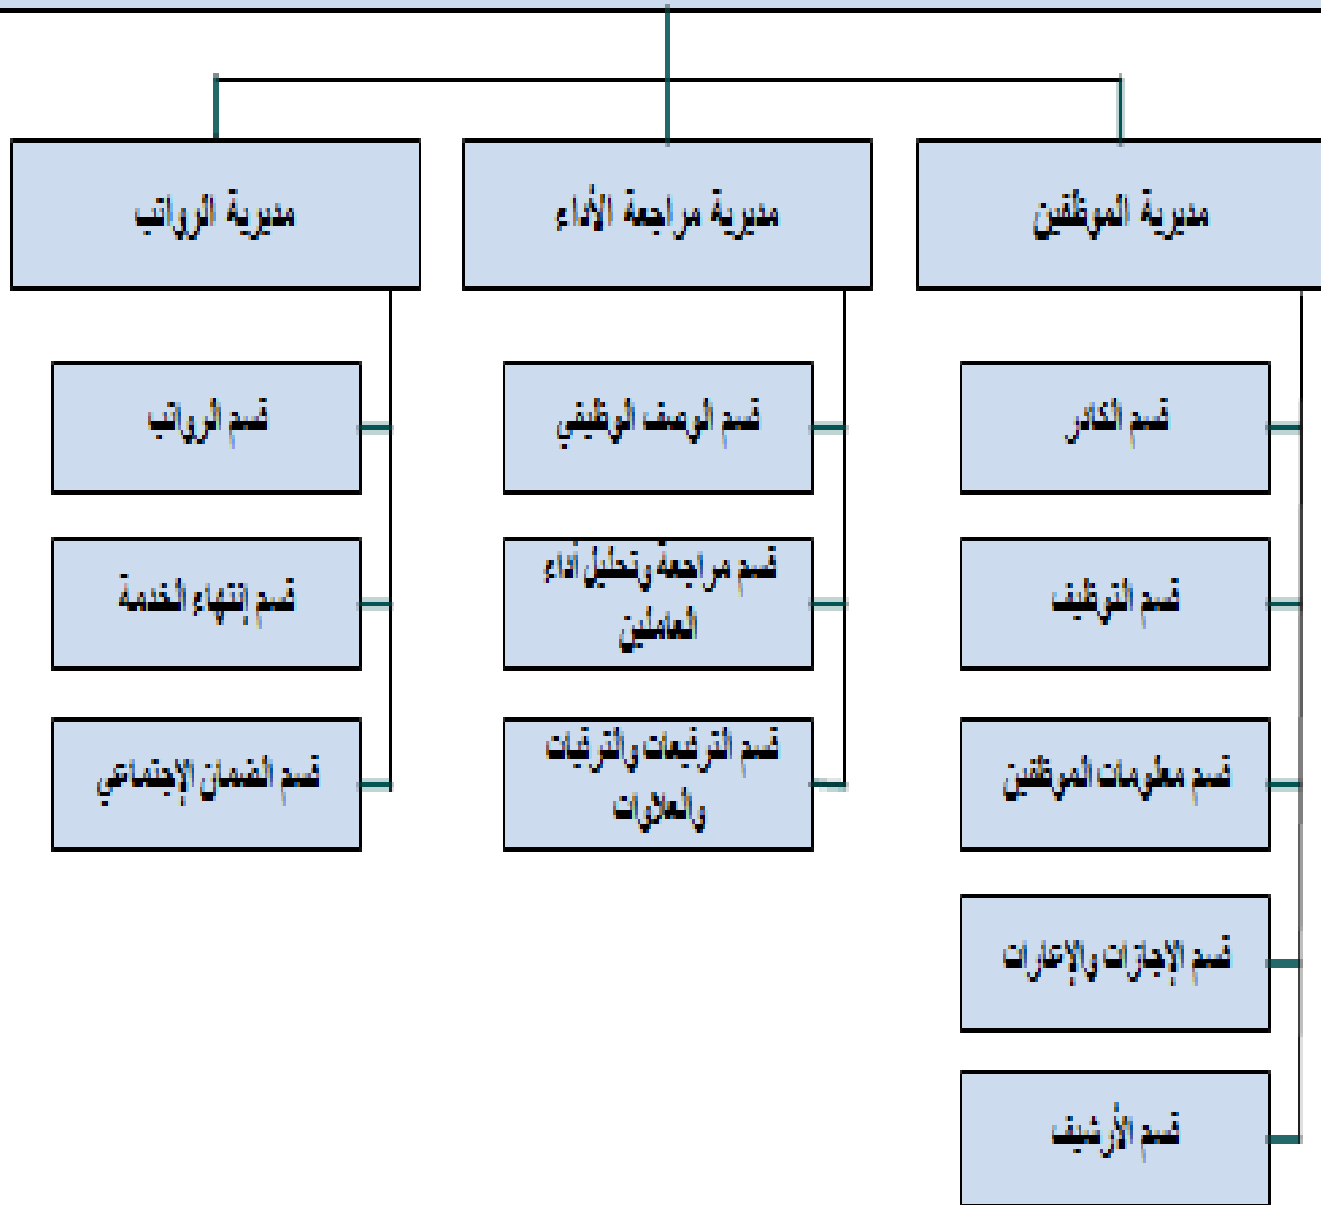 مديرية الموظفين
مديرية مراجعة الأداء
مديرية الرواتب
قسم الكادر
قسم التوظيف
قسم معلومات الموظفين
قسم الإجازات والإعارات
قسم الأرشيف
قسم الوصف الوظيفي
قسم مراجعة وتحليل أداء
العاملين
قسم الترفيعات والترقيات
والعلاوات
قسم الرواتب
قسم إنتهاء الخدمة
قسم الضمان الإجتماعي